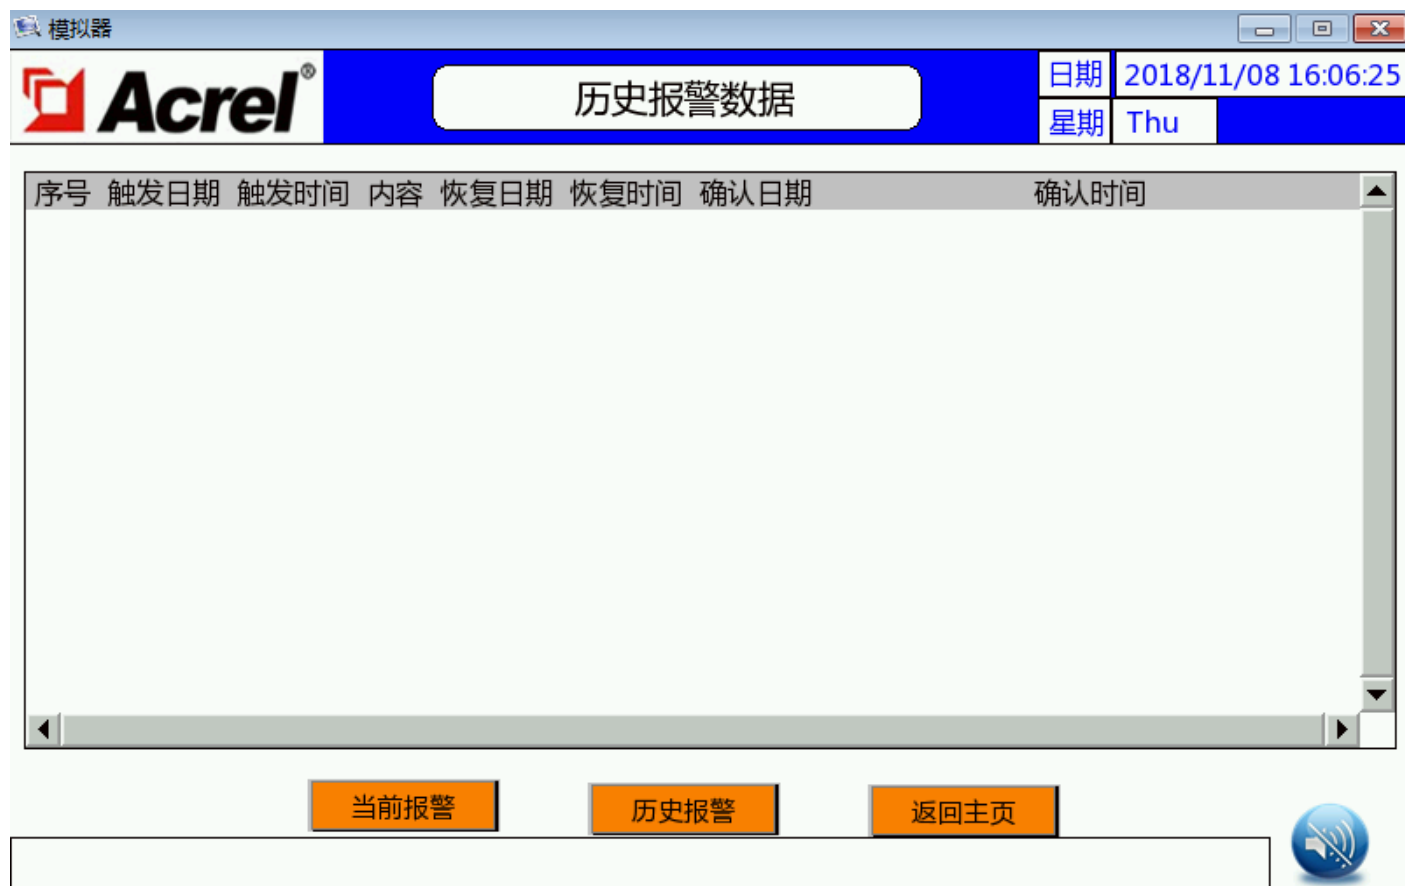 模拟器
Acrel®
历史报警数据
日期 2018/11/08 16:06:25
星期 Thu
序号 触发日期 触发时间 内容 恢复日期 恢复时间 确认日期 确认时间
当前报警 历史报警 返回主页